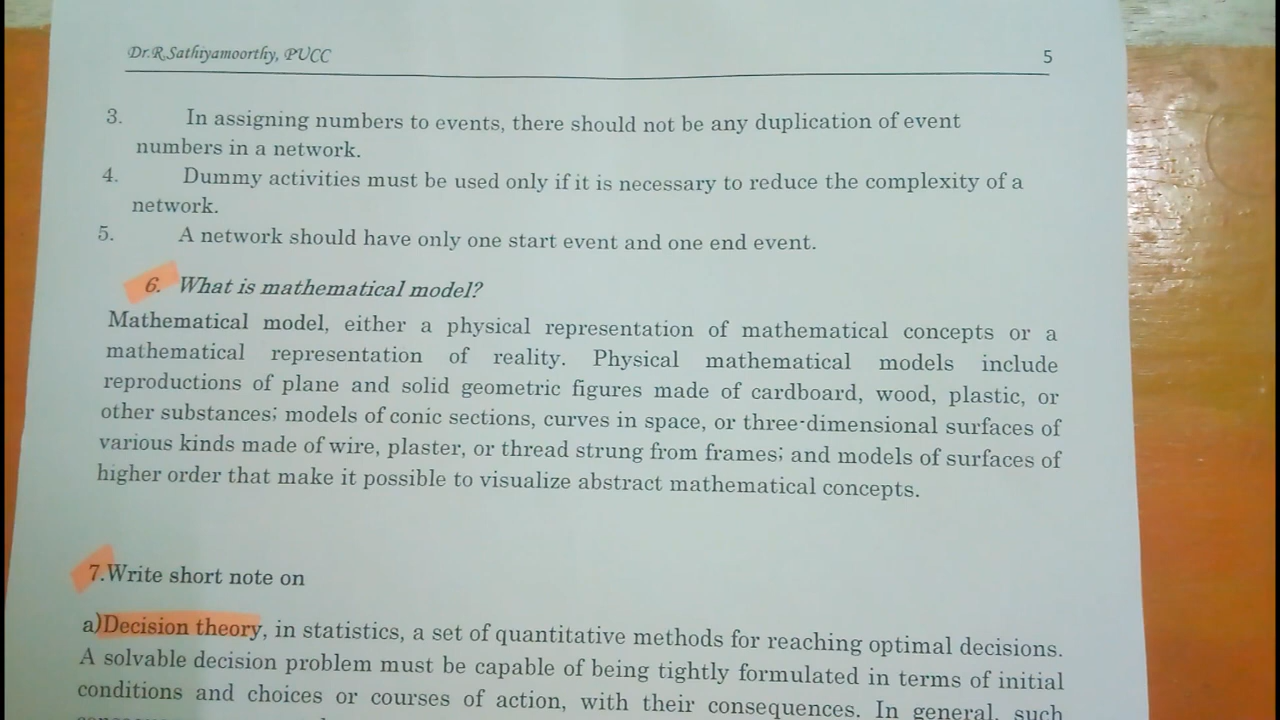 Dr.R.Sathiyamoorthy, PUCC 5
3. In assigning numbers to events, there should not be any duplication of event
numbers in a network.
4. Dummy activities must be used only if it is necessary to reduce the complexity of a
network.
5. A network should have only one start event and one end event.
6. What is mathematical model?
Mathematical model, either a physical representation of mathematical concepts or a
mathematical representation of reality. Physical mathematical models include
reproductions of plane and solid geometric figures made of cardboard, wood, plastic, or
other substances; models of conic sections, curves in space, or three-dimensional surfaces of
various kinds made of wire, plaster, or thread strung from frames; and models of surfaces of
higher order that make it possible to visualize abstract mathematical concepts.
7.Write short note on
a)Decision theory, in statistics, a set of quantitative methods for reaching optimal decisions.
A solvable decision problem must be capable of being tightly formulated in terms of initial
conditions and choices or courses of action, with their consequences. In general, such